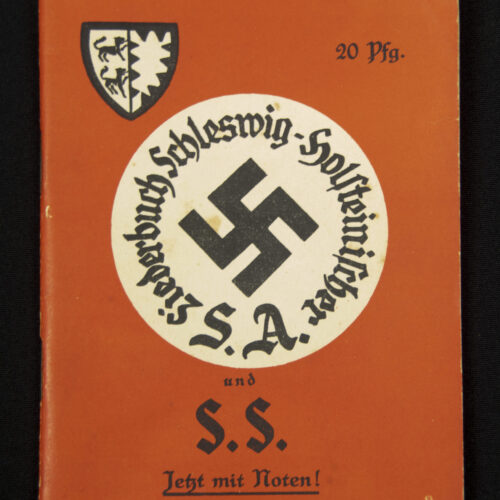 20 Pfg.
Liederbuch Schleswig-Holsteinischer
S.A.
und
S.S.
Jetzt mit Noten!